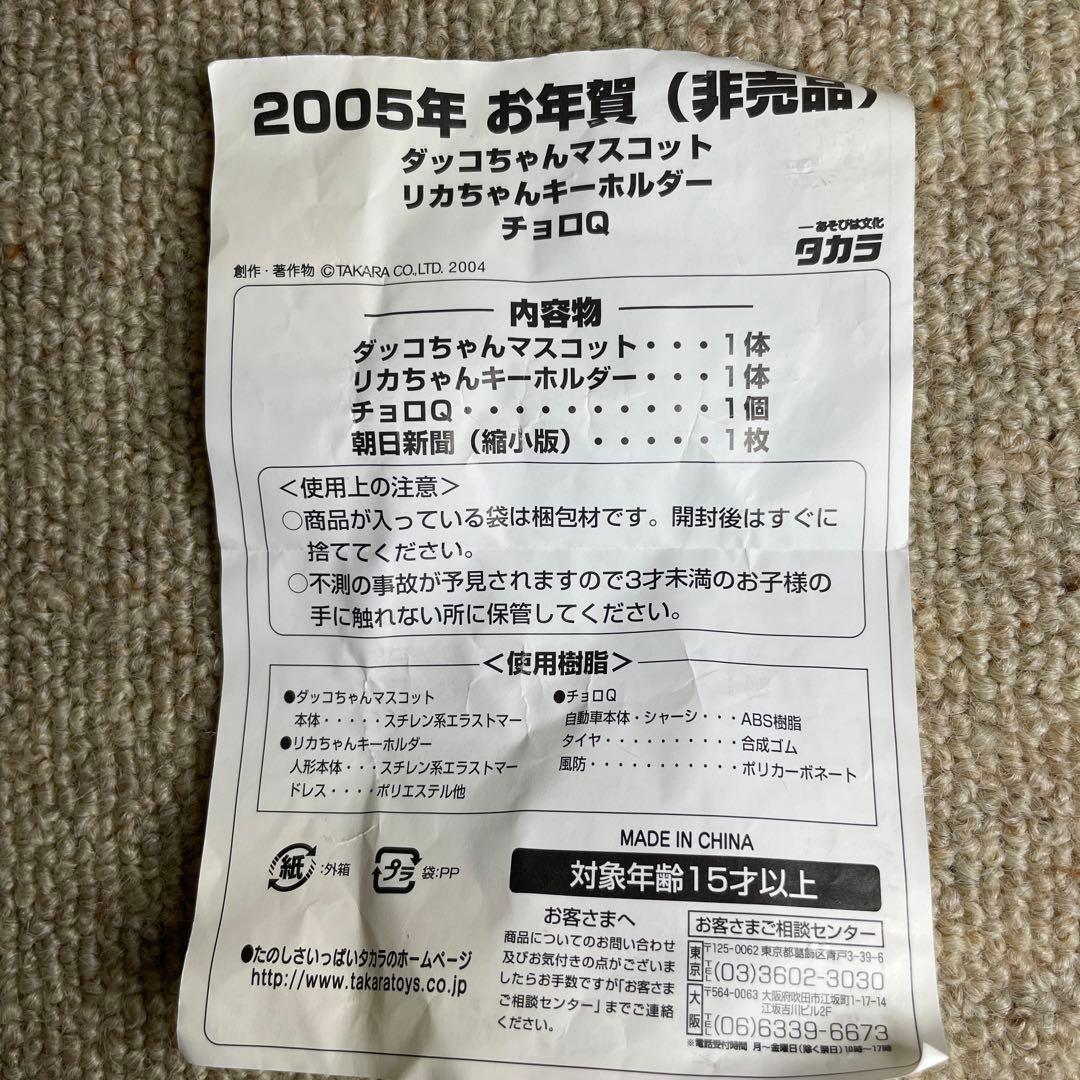 2005年 お年賀(非売品)
ダッコちゃんマスコット
リカちゃんキーホルダー
チョロQ
―あそびは文化
タカラ
創作・著作物 ©TAKARA CO.,LTD. 2004
内容物
ダッコちゃんマスコット・・・1体
リカちゃんキーホルダー・・・1体
チョロQ・・・・・・・・・・1個
朝日新聞(縮小版)・・・・・1枚
<使用上の注意>
○商品が入っている袋は梱包材です。開封後はすぐに
捨ててください。
○不測の事故が予見されますので3才未満のお子様の
手に触れない所に保管してください。
<使用樹脂>
●ダッコちゃんマスコット
本体・・・・・スチレン系エラストマー
●リカちゃんキーホルダー
人形本体・・・スチレン系エラストマー
ドレス・・・・ポリエステル他
●チョロQ
自動車本体・シャーシ・・・ABS樹脂
タイヤ・・・・・・・・・・合成ゴム
風防・・・・・・・・・・・ポリカーボネート
紙:外箱
プラ 袋:PP
MADE IN CHINA
対象年齢15才以上
●たのしさいっぱいタカラのホームページ
http://www.takaratoys.co.jp
お客さまへ
商品についてのお問い合わせ
及びお気付きの点がございま
したらお手数ですが「お客さま
ご相談センター」までご連絡
ください。
お客さまご相談センター
東京 〒125-0062 東京都葛飾区青戸3-39-6
TEL(03)3602-3030
大阪 〒564-0063 大阪府吹田市江坂町1-17-14
江坂吉川ビル2F
TEL(06)6339-6673
※電話受付時間 月~金曜日(除く祭日)10時~17時